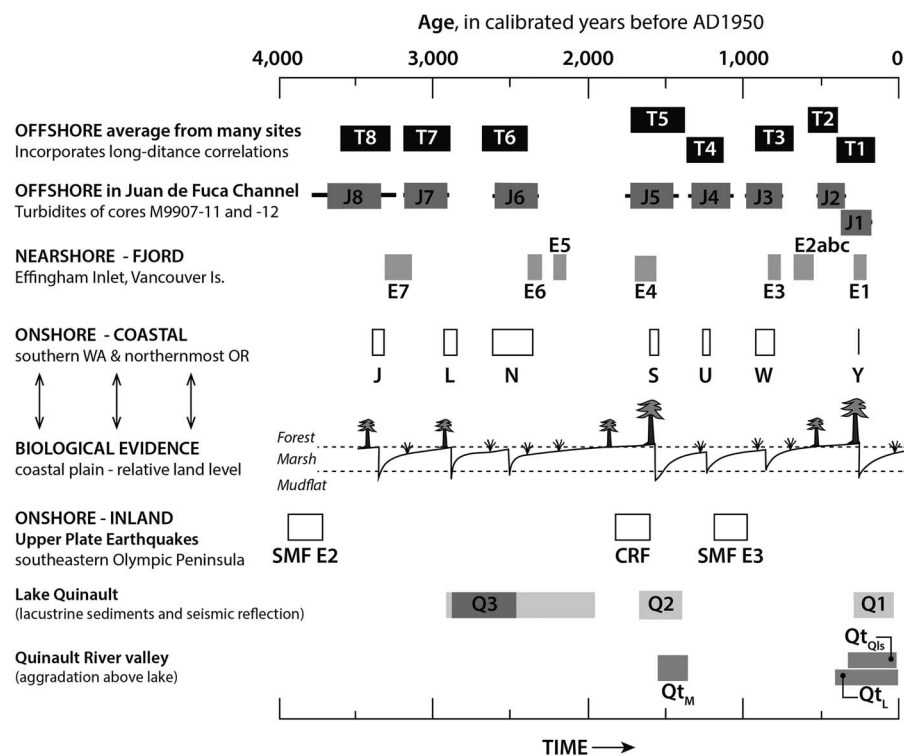 Age, in calibrated years before AD1950
4,000 3,000 2,000 1,000 0
OFFSHORE average from many sites
Incorporates long-ditance correlations
T8 T7 T6 T5 T4 T3 T2 T1
OFFSHORE in Juan de Fuca Channel
Turbidites of cores M9907-11 and -12
J8 J7 J6 J5 J4 J3 J2 J1
NEARSHORE - FJORD
Effingham Inlet, Vancouver Is.
E7 E6 E5 E4 E3 E2abc E1
ONSHORE - COASTAL
southern WA & northernmost OR
J L N S U W Y
BIOLOGICAL EVIDENCE
coastal plain - relative land level
Forest
Marsh
Mudflat
ONSHORE - INLAND
Upper Plate Earthquakes
southeastern Olympic Peninsula
SMF E2 CRF SMF E3
Lake Quinault
(lacustrine sediments and seismic reflection)
Q3 Q2 Q1
Quinault River valley
(aggradation above lake)
QtM QtQls QtL
TIME